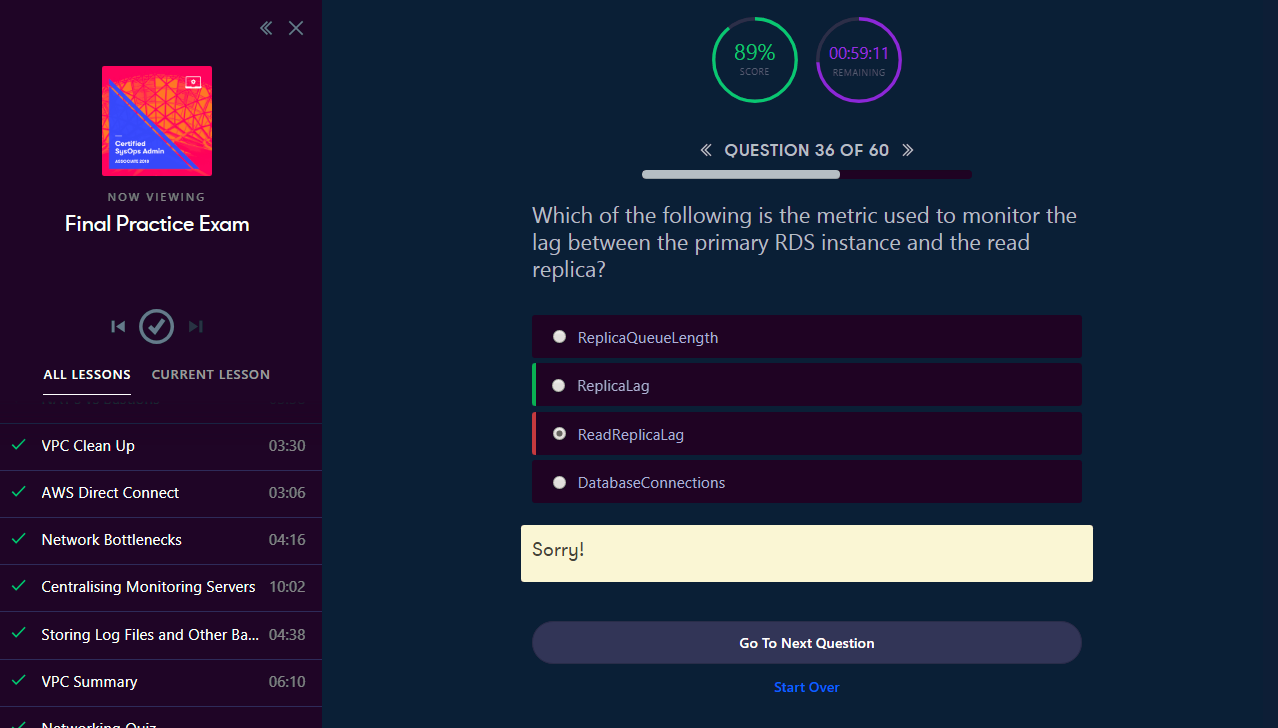 Certified
SysOps Admin
ASSOCIATE 2018
NOW VIEWING
Final Practice Exam
ALL LESSONS
CURRENT LESSON
VPC Clean Up 03:30
AWS Direct Connect 03:06
Network Bottlenecks 04:16
Centralising Monitoring Servers 10:02
Storing Log Files and Other Ba... 04:38
VPC Summary 06:10
Networking Quiz
89%
SCORE
00:59:11
REMAINING
QUESTION 36 OF 60
Which of the following is the metric used to monitor the
lag between the primary RDS instance and the read
replica?
ReplicaQueueLength
ReplicaLag
ReadReplicaLag
DatabaseConnections
Sorry!
Go To Next Question
Start Over